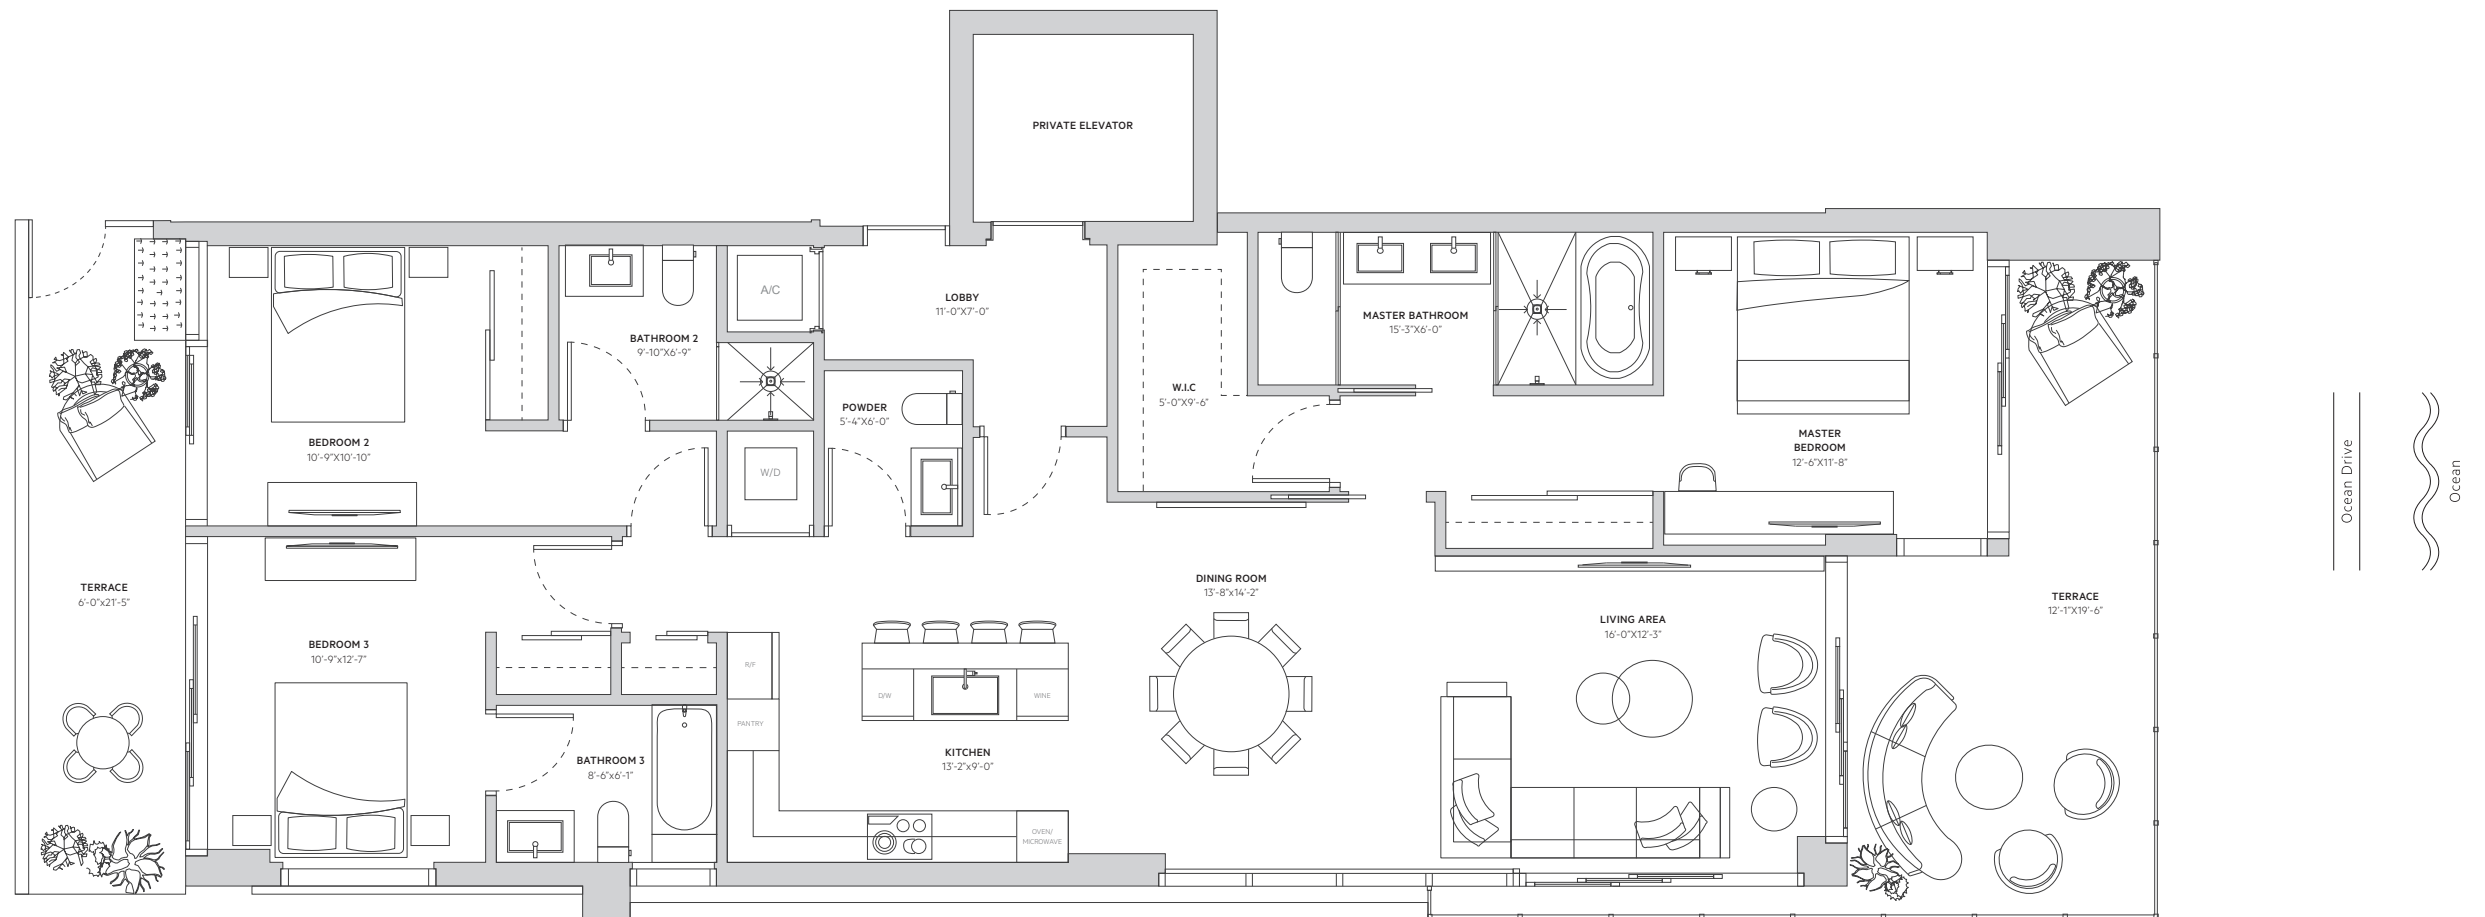 PRIVATE ELEVATOR
A/C
LOBBY
11'-0"X7'-0"
BATHROOM 2
9'-10"X6'-9"
MASTER BATHROOM
15'-3"X6'-0"
W.I.C
5'-0"X9'-6"
POWDER
5'-4"X6'-0"
BEDROOM 2
10'-9"X10'-10"
W/D
MASTER
BEDROOM
12'-6"X11'-8"
Ocean Drive
Ocean
TERRACE
6'-0"x21'-5"
DINING ROOM
13'-8"x14'-2"
LIVING AREA
16'-0"X12'-3"
TERRACE
12'-1"X19'-6"
BEDROOM 3
10'-9"x12'-7"
R/F
D/W
WINE
PANTRY
KITCHEN
13'-2"x9'-0"
BATHROOM 3
8'-6"x6'-1"
OVEN/
MICROWAVE